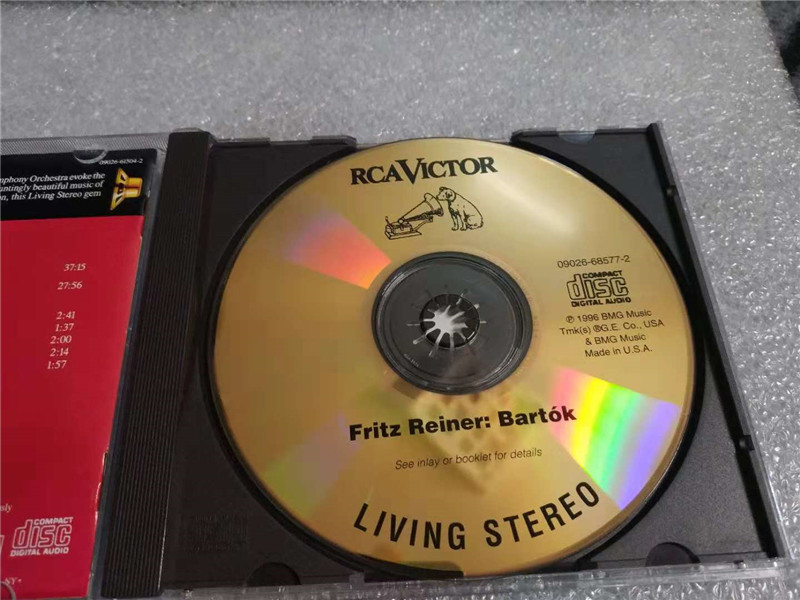 09026-61504-2
mphony Orchestra evoke the
untingly beautiful music of
n, this Living Stereo gem
37:15
27:56
2:41
1:37
2:00
2:14
1:57
COMPACT
disc
DIGITAL AUDIO
NY
RCA VICTOR
09026-68577-2
COMPACT
disc
DIGITAL AUDIO
℗ 1996 BMG Music
Tmk(s) ®G.E. Co., USA
& BMG Music
Made in U.S.A.
Fritz Reiner: Bartók
See inlay or booklet for details
LIVING STEREO